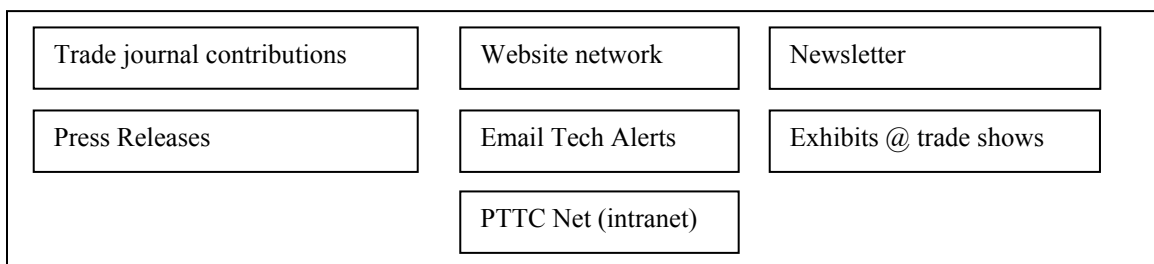 Trade journal contributions
Website network
Newsletter
Press Releases
Email Tech Alerts
Exhibits @ trade shows
PTTC Net (intranet)